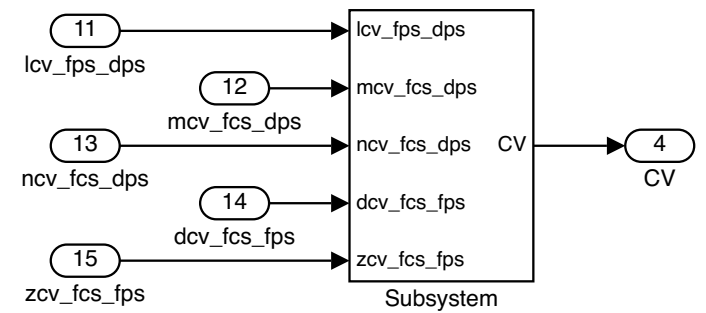 11
lcv_fps_dps
lcv_fps_dps
12
mcv_fcs_dps
mcv_fcs_dps
13
ncv_fcs_dps
ncv_fcs_dps
CV
4
CV
14
dcv_fcs_fps
dcv_fcs_fps
15
zcv_fcs_fps
zcv_fcs_fps
Subsystem